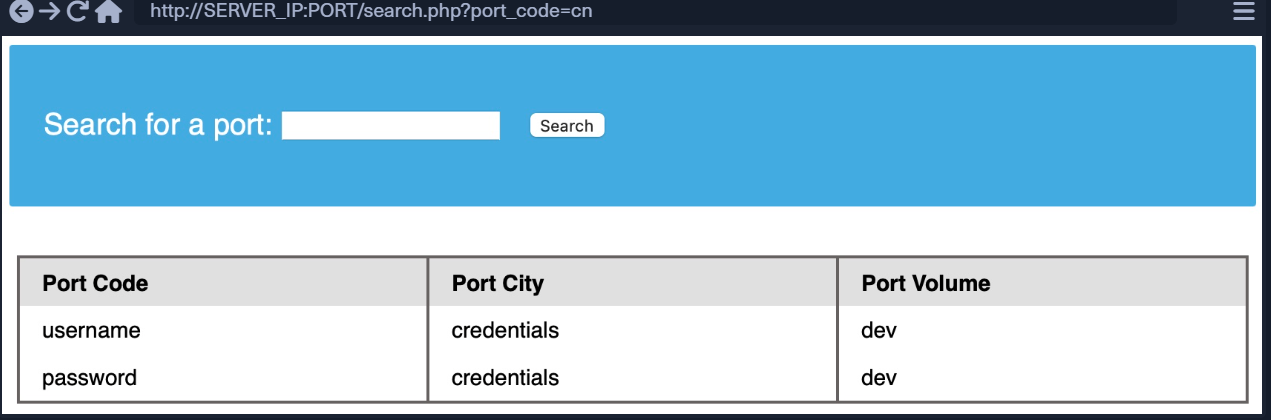 http://SERVER_IP:PORT/search.php?port_code=cn
Search for a port: Search
Port Code Port City Port Volume
username credentials dev
password credentials dev